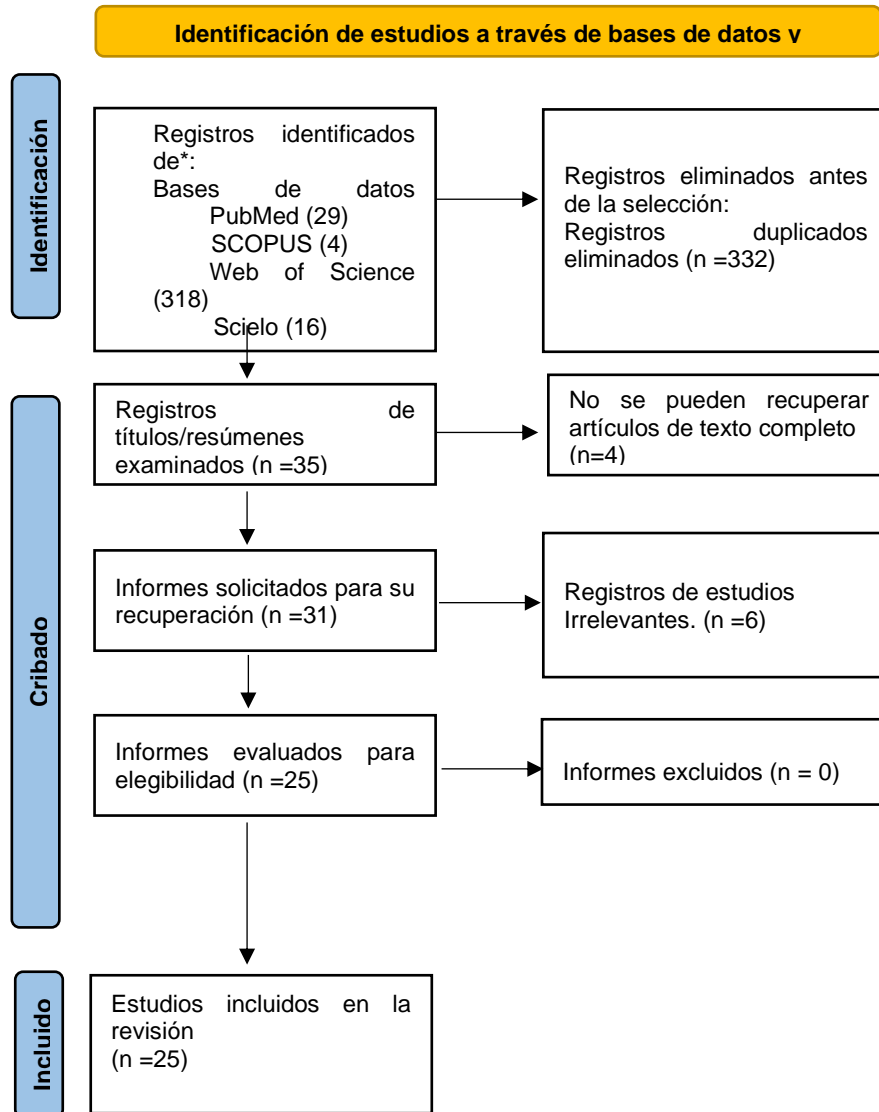 Identificación de estudios a través de bases de datos y
Identificación
Registros identificados
de*:
Bases de datos
PubMed (29)
SCOPUS (4)
Web of Science
(318)
Scielo (16)
Registros eliminados antes
de la selección:
Registros duplicados
eliminados (n =332)
Cribado
Registros de
títulos/resúmenes
examinados (n =35)
No se pueden recuperar
artículos de texto completo
(n=4)
Informes solicitados para su
recuperación (n =31)
Registros de estudios
Irrelevantes. (n =6)
Informes evaluados para
elegibilidad (n =25)
Informes excluidos (n = 0)
Incluido
Estudios incluidos en la
revisión
(n =25)